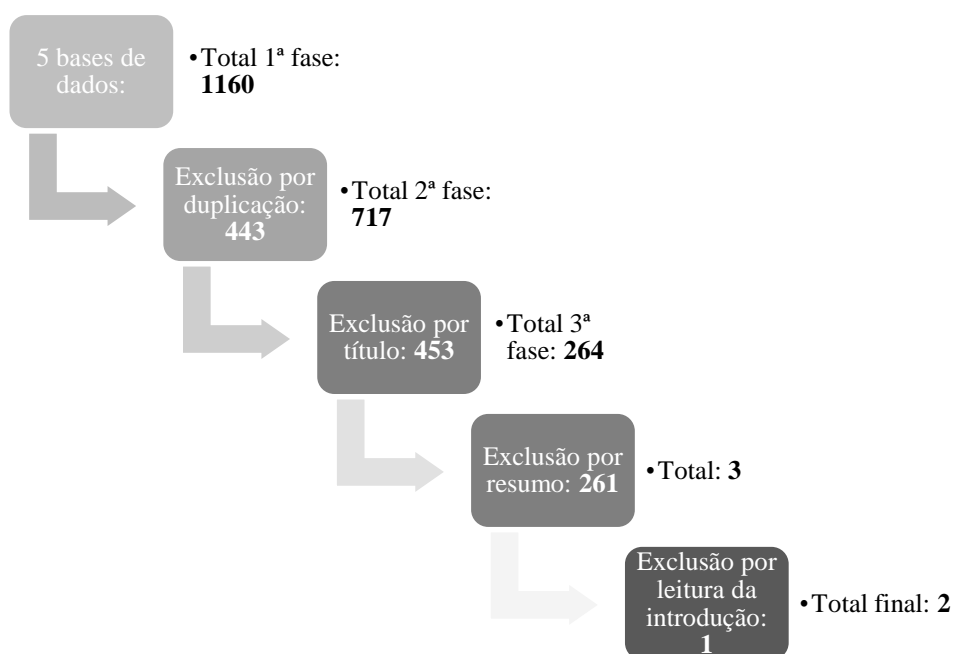 5 bases de
dados:
•Total 1ª fase:
1160
Exclusão por
duplicação:
443
•Total 2ª fase:
717
Exclusão por
título: 453
•Total 3ª
fase: 264
Exclusão por
resumo: 261
•Total: 3
Exclusão por
leitura da
introdução:
1
•Total final: 2